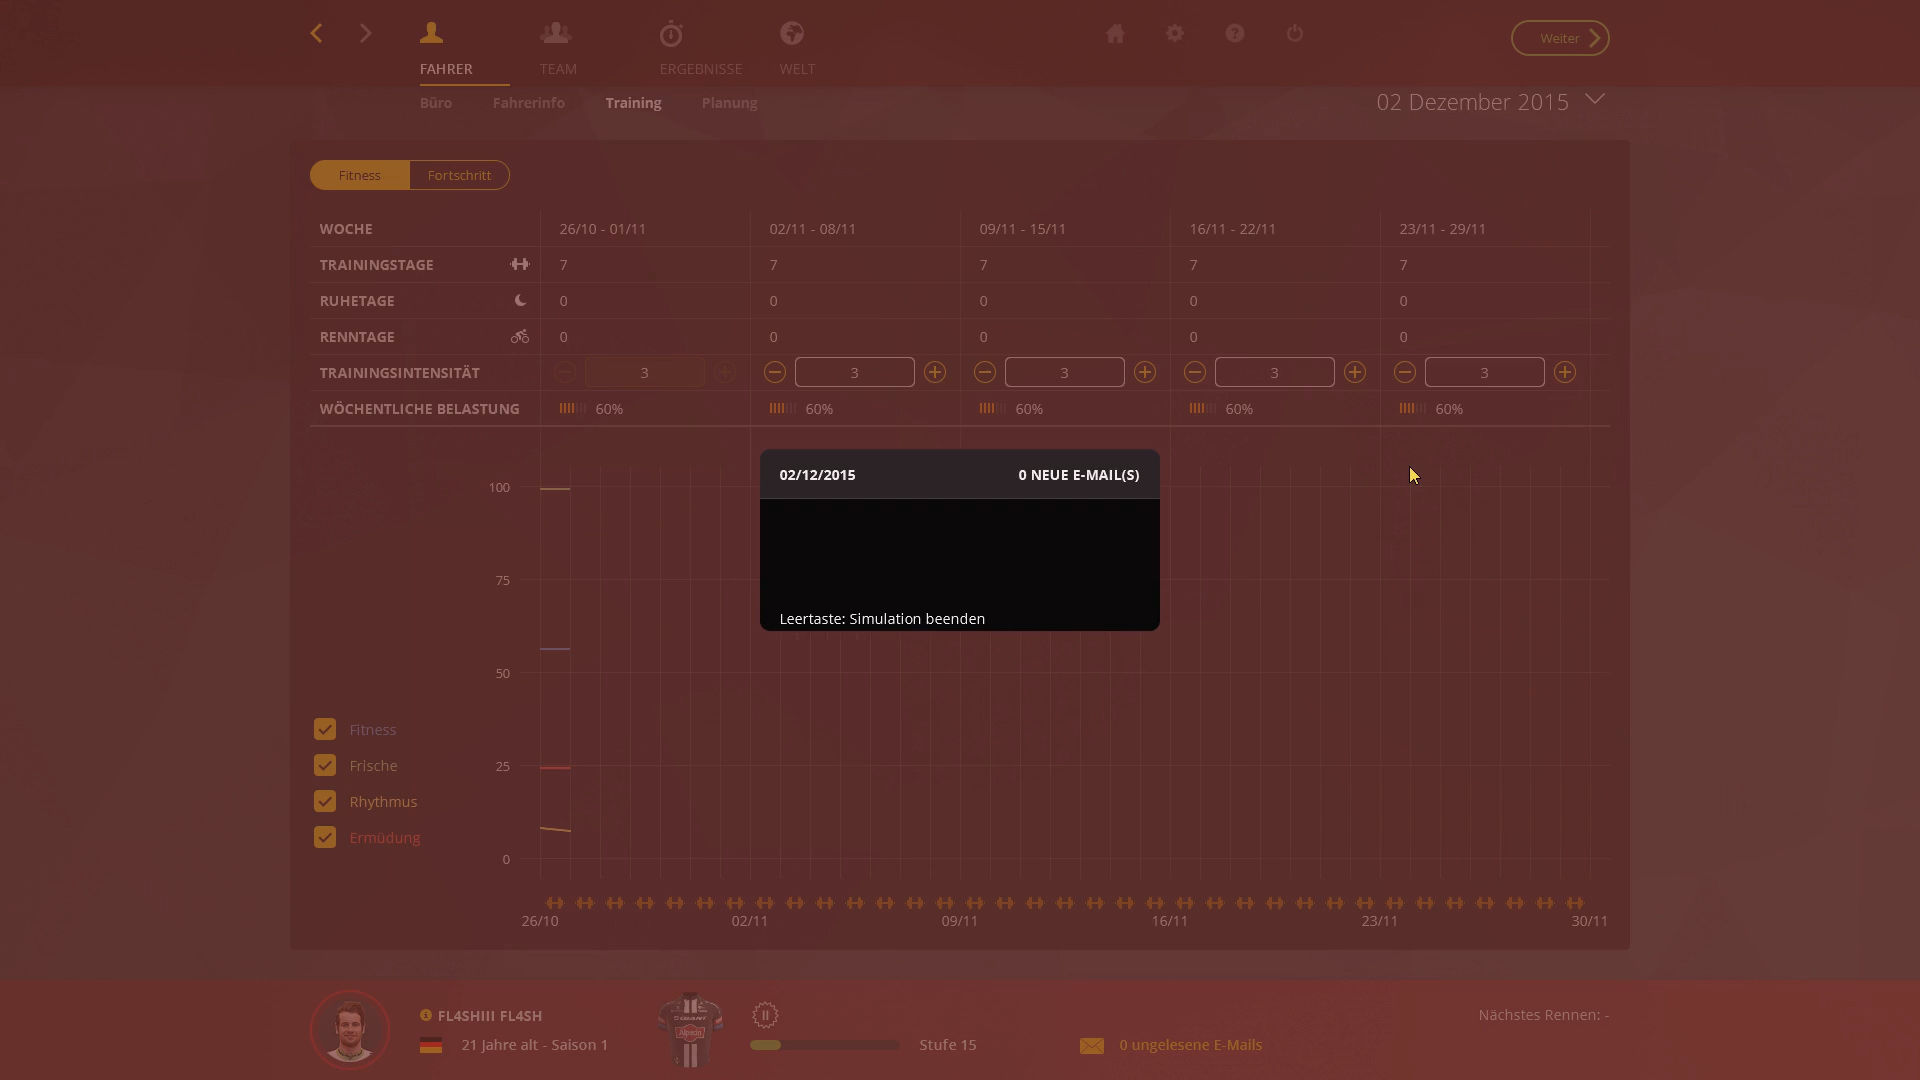 Weiter
FAHRER TEAM ERGEBNISSE WELT
Büro Fahrerinfo Training Planung
02 Dezember 2015
Fitness Fortschritt
WOCHE 26/10 - 01/11 02/11 - 08/11 09/11 - 15/11 16/11 - 22/11 23/11 - 29/11
TRAININGSTAGE 7 7 7 7 7
RUHETAGE 0 0 0 0 0
RENNTAGE 0 0 0 0 0
TRAININGSINTENSITÄT 3 3 3 3 3
WÖCHENTLICHE BELASTUNG 60% 60% 60% 60% 60%
02/12/2015 0 NEUE E-MAIL(S)
Leertaste: Simulation beenden
100
75
50
25
0
Fitness
Frische
Rhythmus
Ermüdung
26/10 02/11 09/11 16/11 23/11 30/11
FL4SHIII FL4SH
21 Jahre alt - Saison 1
GIANT
Alpecin
Stufe 15
0 ungelesene E-Mails
Nächstes Rennen: -